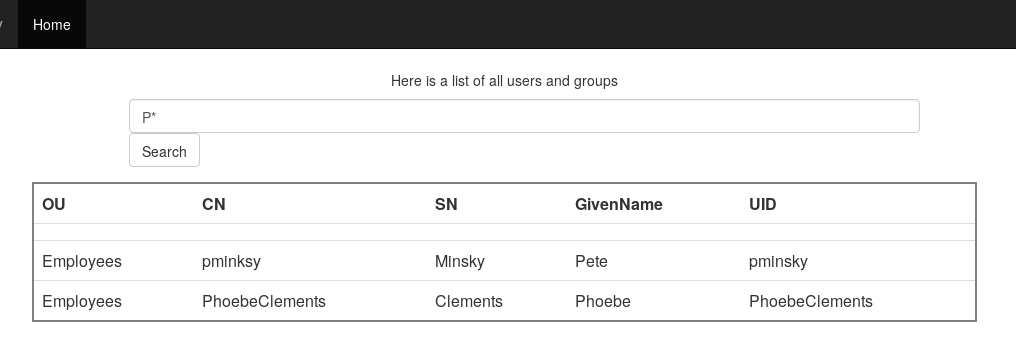 Home
Here is a list of all users and groups
P*
Search
OU CN SN GivenName UID
Employees pminksy Minsky Pete pminsky
Employees PhoebeClements Clements Phoebe PhoebeClements